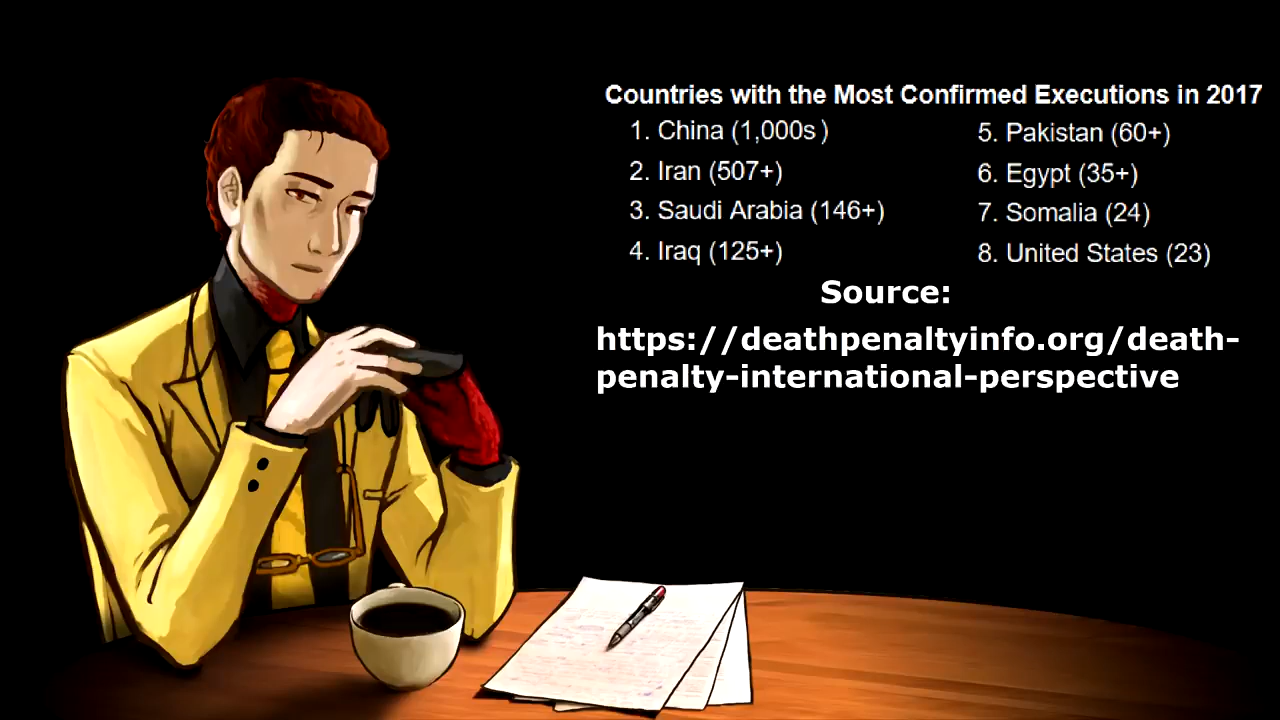 Countries with the Most Confirmed Executions in 2017
1. China (1,000s )
2. Iran (507+)
3. Saudi Arabia (146+)
4. Iraq (125+)
5. Pakistan (60+)
6. Egypt (35+)
7. Somalia (24)
8. United States (23)
Source:
https://deathpenaltyinfo.org/death-
penalty-international-perspective